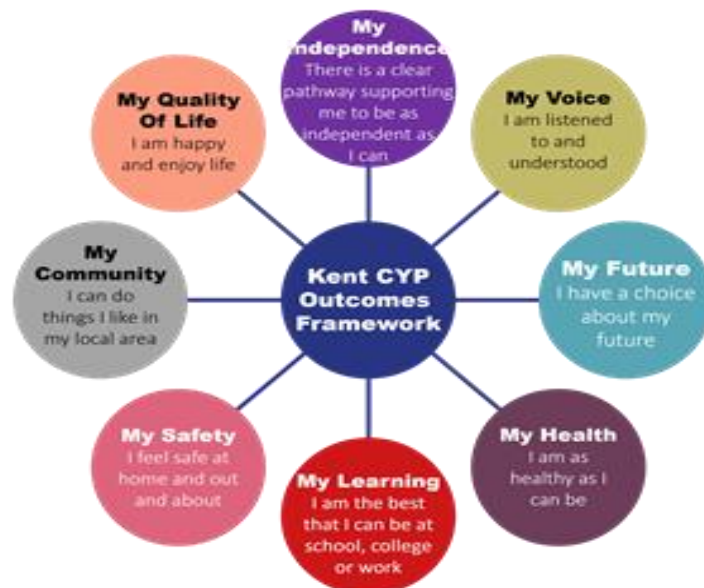 My
Independence
There is a clear
pathway supporting
me to be as
independent as
I can
My Voice
I am listened
to and
understood
My Future
I have a choice
about my
future
My Health
I am as
healthy as I
can be
My Learning
I am the best
that I can be at
school, college
or work
My Safety
I feel safe at
home and out
and about
My
Community
I can do
things I like in
my local area
My Quality
Of Life
I am happy
and enjoy life
Kent CYP
Outcomes
Framework